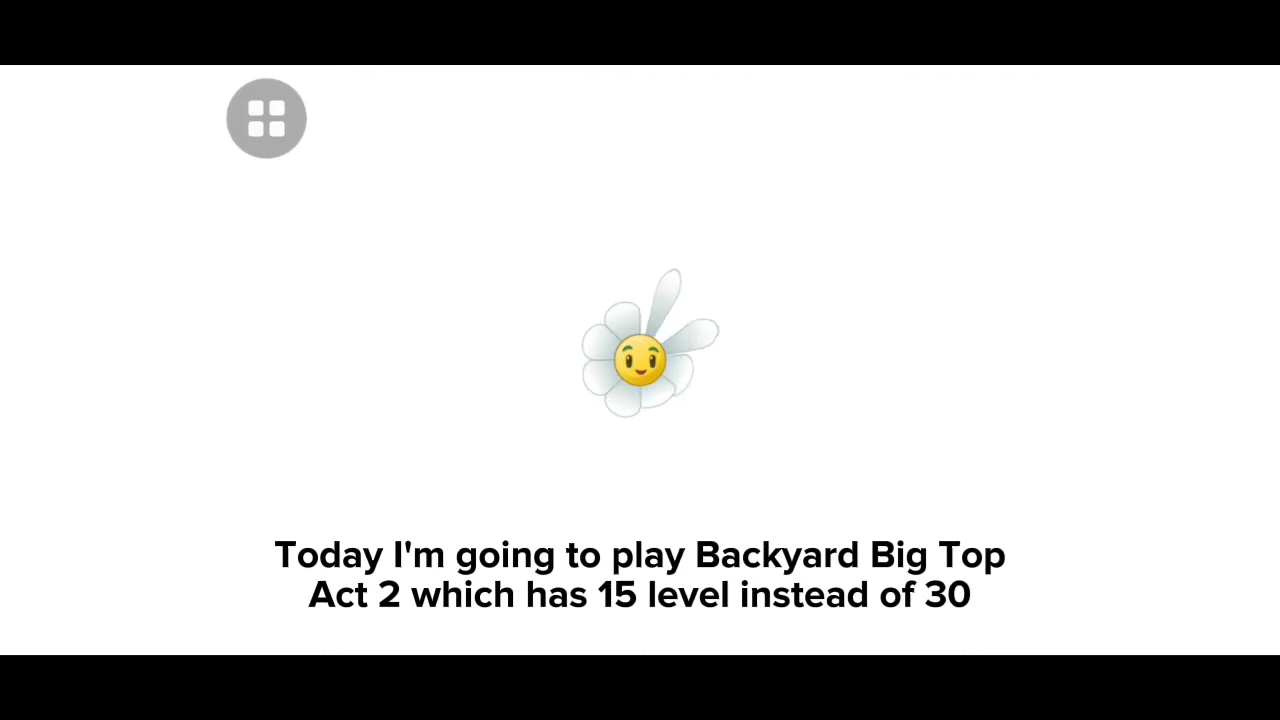 Today I'm going to play Backyard Big Top
Act 2 which has 15 level instead of 30